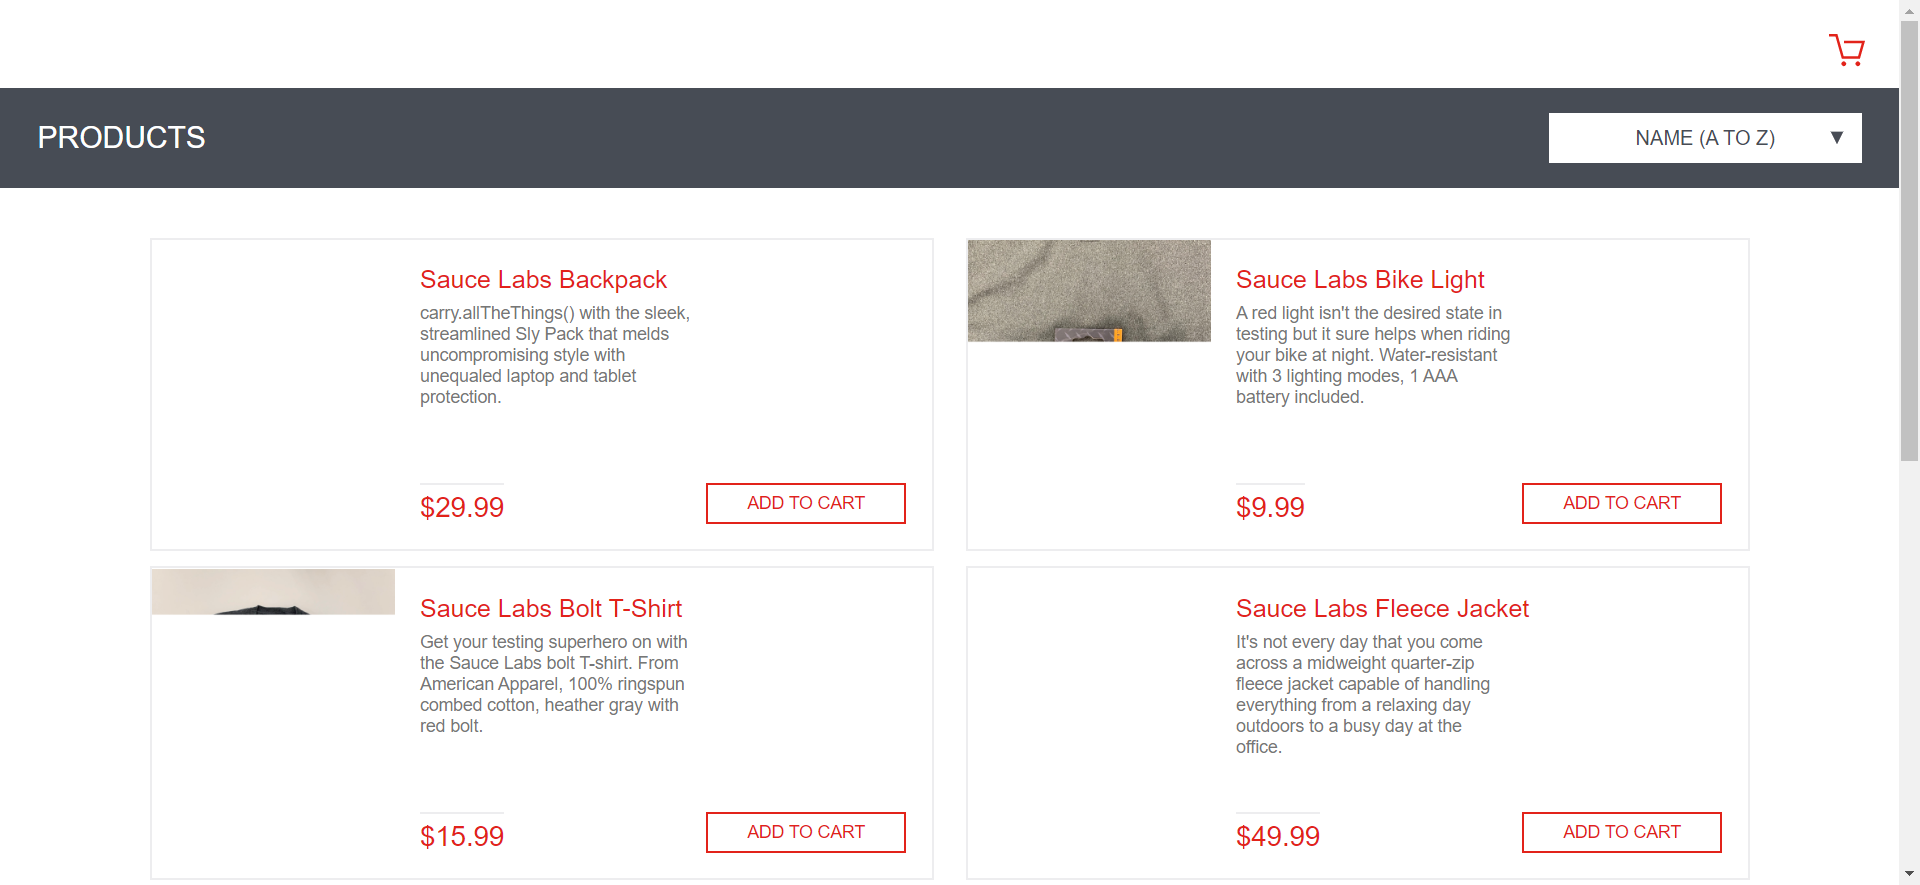 PRODUCTS
NAME (A TO Z)
Sauce Labs Backpack
carry.allTheThings() with the sleek,
streamlined Sly Pack that melds
uncompromising style with
unequaled laptop and tablet
protection.
$29.99
ADD TO CART
Sauce Labs Bike Light
A red light isn't the desired state in
testing but it sure helps when riding
your bike at night. Water-resistant
with 3 lighting modes, 1 AAA
battery included.
$9.99
ADD TO CART
Sauce Labs Bolt T-Shirt
Get your testing superhero on with
the Sauce Labs bolt T-shirt. From
American Apparel, 100% ringspun
combed cotton, heather gray with
red bolt.
$15.99
ADD TO CART
Sauce Labs Fleece Jacket
It's not every day that you come
across a midweight quarter-zip
fleece jacket capable of handling
everything from a relaxing day
outdoors to a busy day at the
office.
$49.99
ADD TO CART